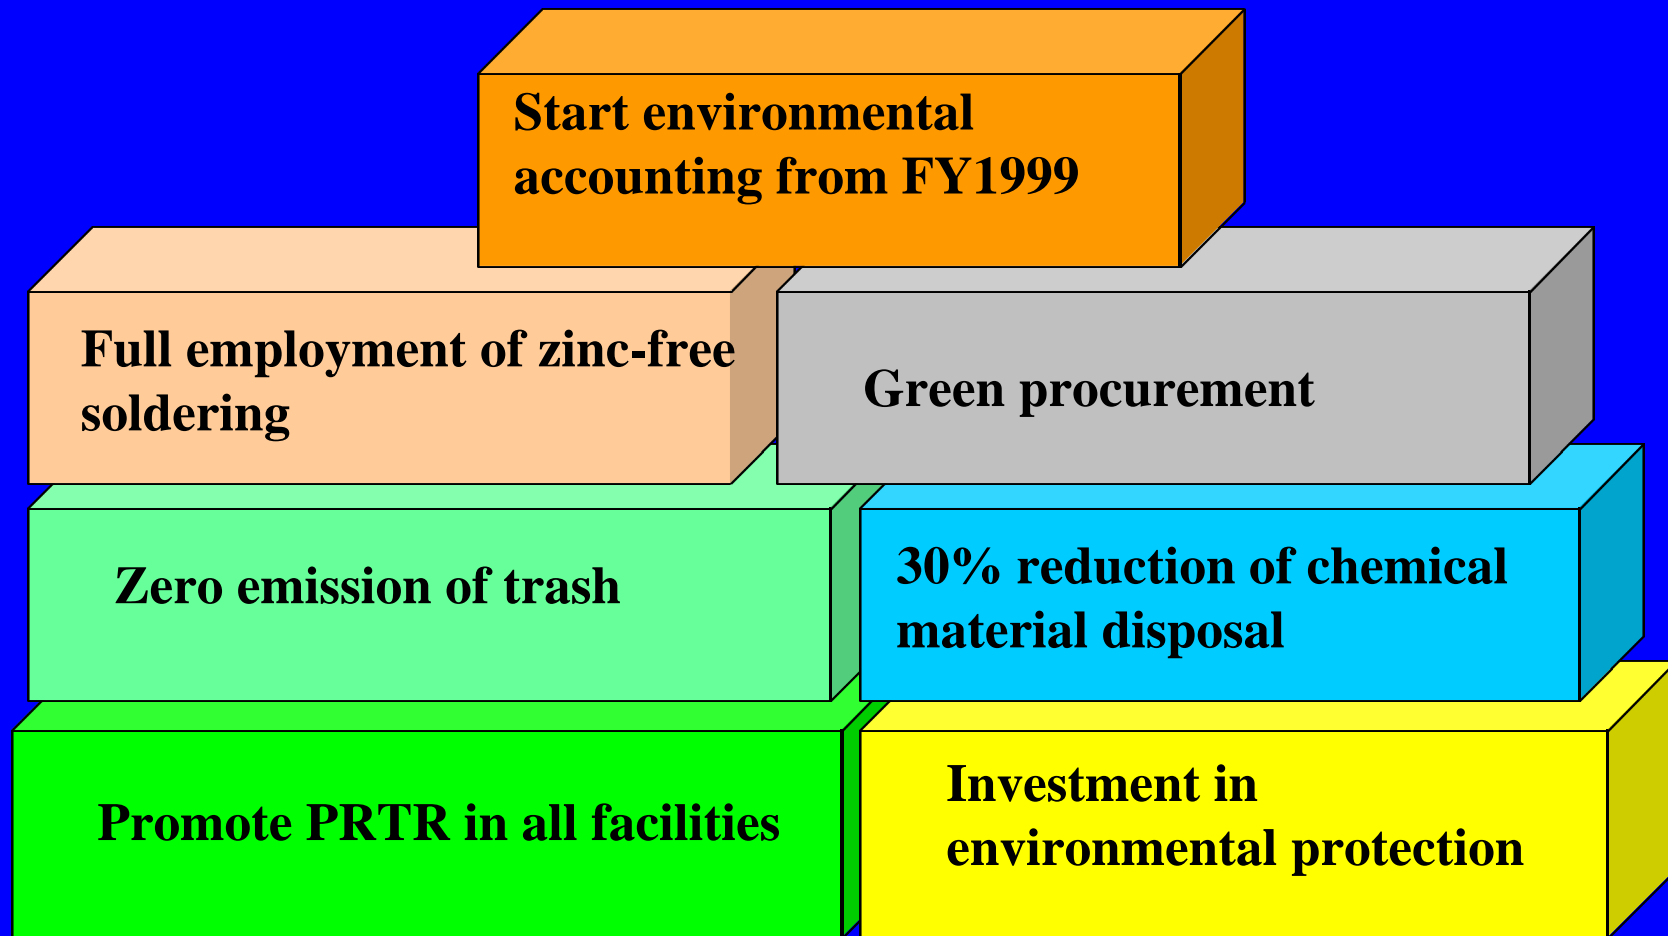 Start environmental
accounting from FY1999
Full employment of zinc-free
soldering
Green procurement
Zero emission of trash
30% reduction of chemical
material disposal
Promote PRTR in all facilities
Investment in
environmental protection